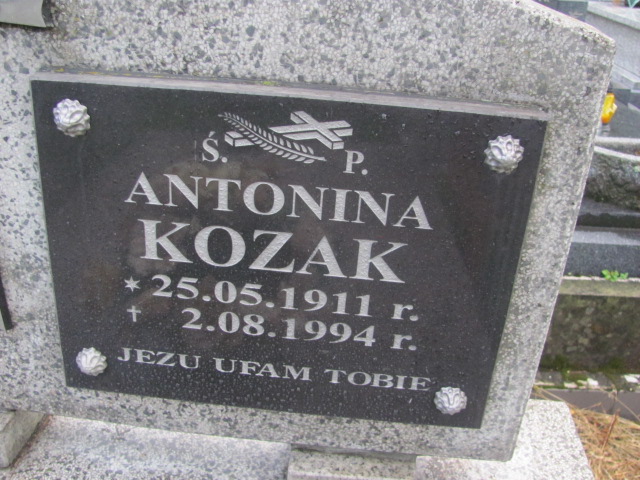 Ś. P.
ANTONINA
KOZAK
* 25.05.1911 r.
† 2.08.1994 r.
JEZU UFAM TOBIE